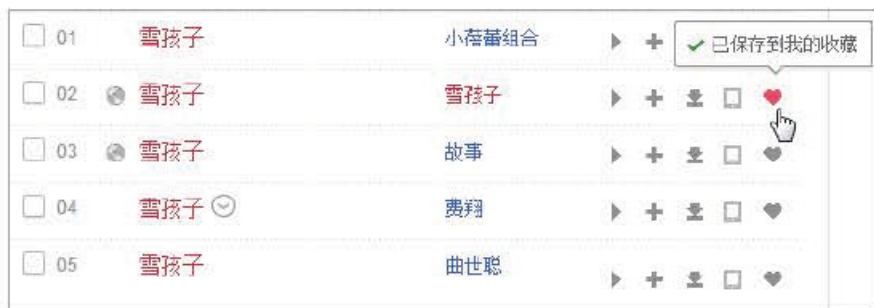 01 雪孩子 小蓓蕾组合 已保存到我的收藏
02 雪孩子 雪孩子
03 雪孩子 故事
04 雪孩子 费翔
05 雪孩子 曲世聪